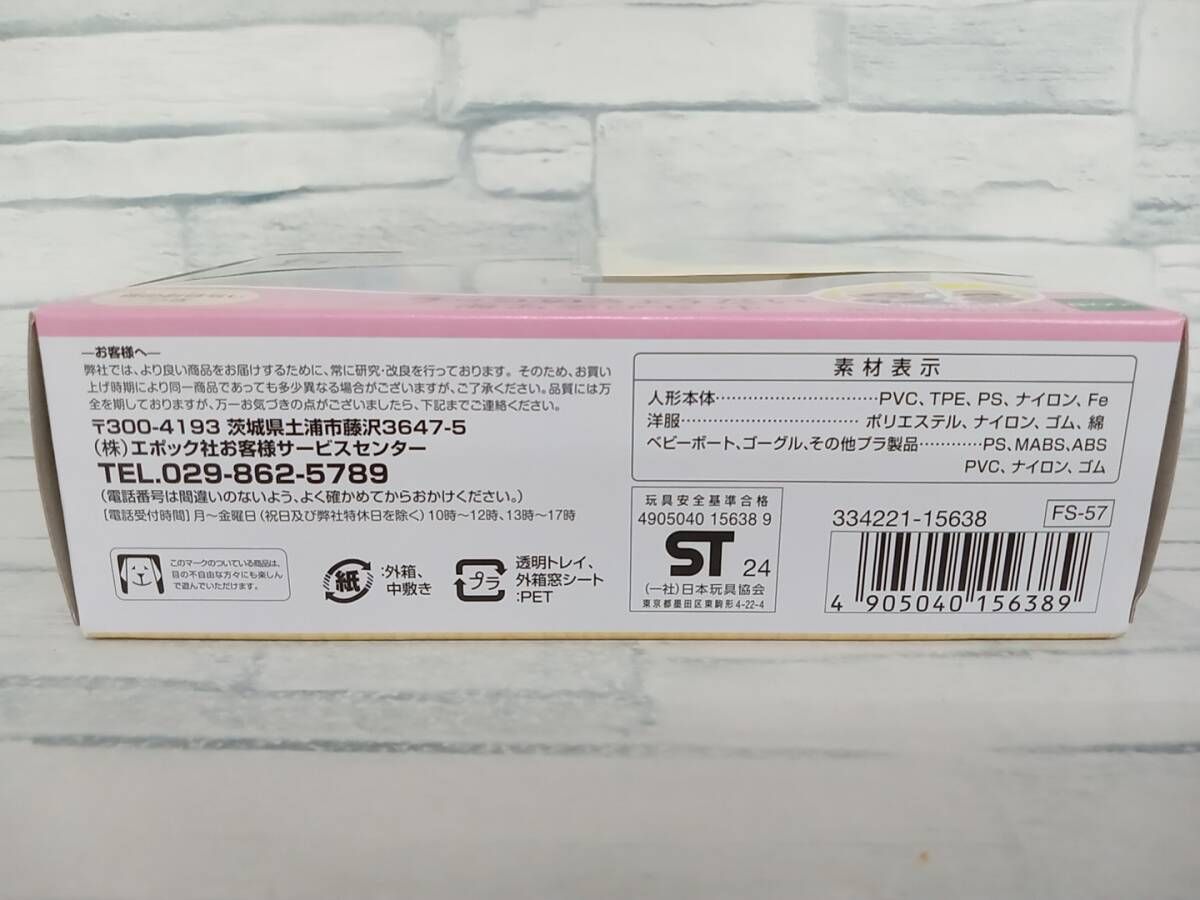 ―お客様へ―
弊社では、より良い商品をお届けするために、常に研究・改良を行っております。そのため、お買い
上げ時期により同一商品であっても多少異なる場合がございますが、ご了承ください。品質には万
全を期しておりますが、万一お気づきの点がございましたら、下記までご連絡ください。
〒300-4193 茨城県土浦市藤沢3647-5
（株）エポック社お客様サービスセンター
TEL.029-862-5789
（電話番号は間違いのないよう、よく確かめてからおかけください。）
［電話受付時間］月～金曜日（祝日及び弊社特休日を除く）10時～12時、13時～17時
このマークのついている商品は、
目の不自由な方々にも楽しん
で遊んでいただけます。
紙
:外箱、
中敷き
プラ
透明トレイ、
外箱窓シート
:PET
素材表示
人形本体…………………………PVC、TPE、PS、ナイロン、Fe
洋服…………………………ポリエステル、ナイロン、ゴム、綿
ベビーボート、ゴーグル、その他プラ製品…………PS、MABS、ABS
PVC、ナイロン、ゴム
玩具安全基準合格
4905040 15638 9
ST 24
（一社）日本玩具協会
東京都墨田区東駒形4-22-4
334221-15638
FS-57
4 905040 156389